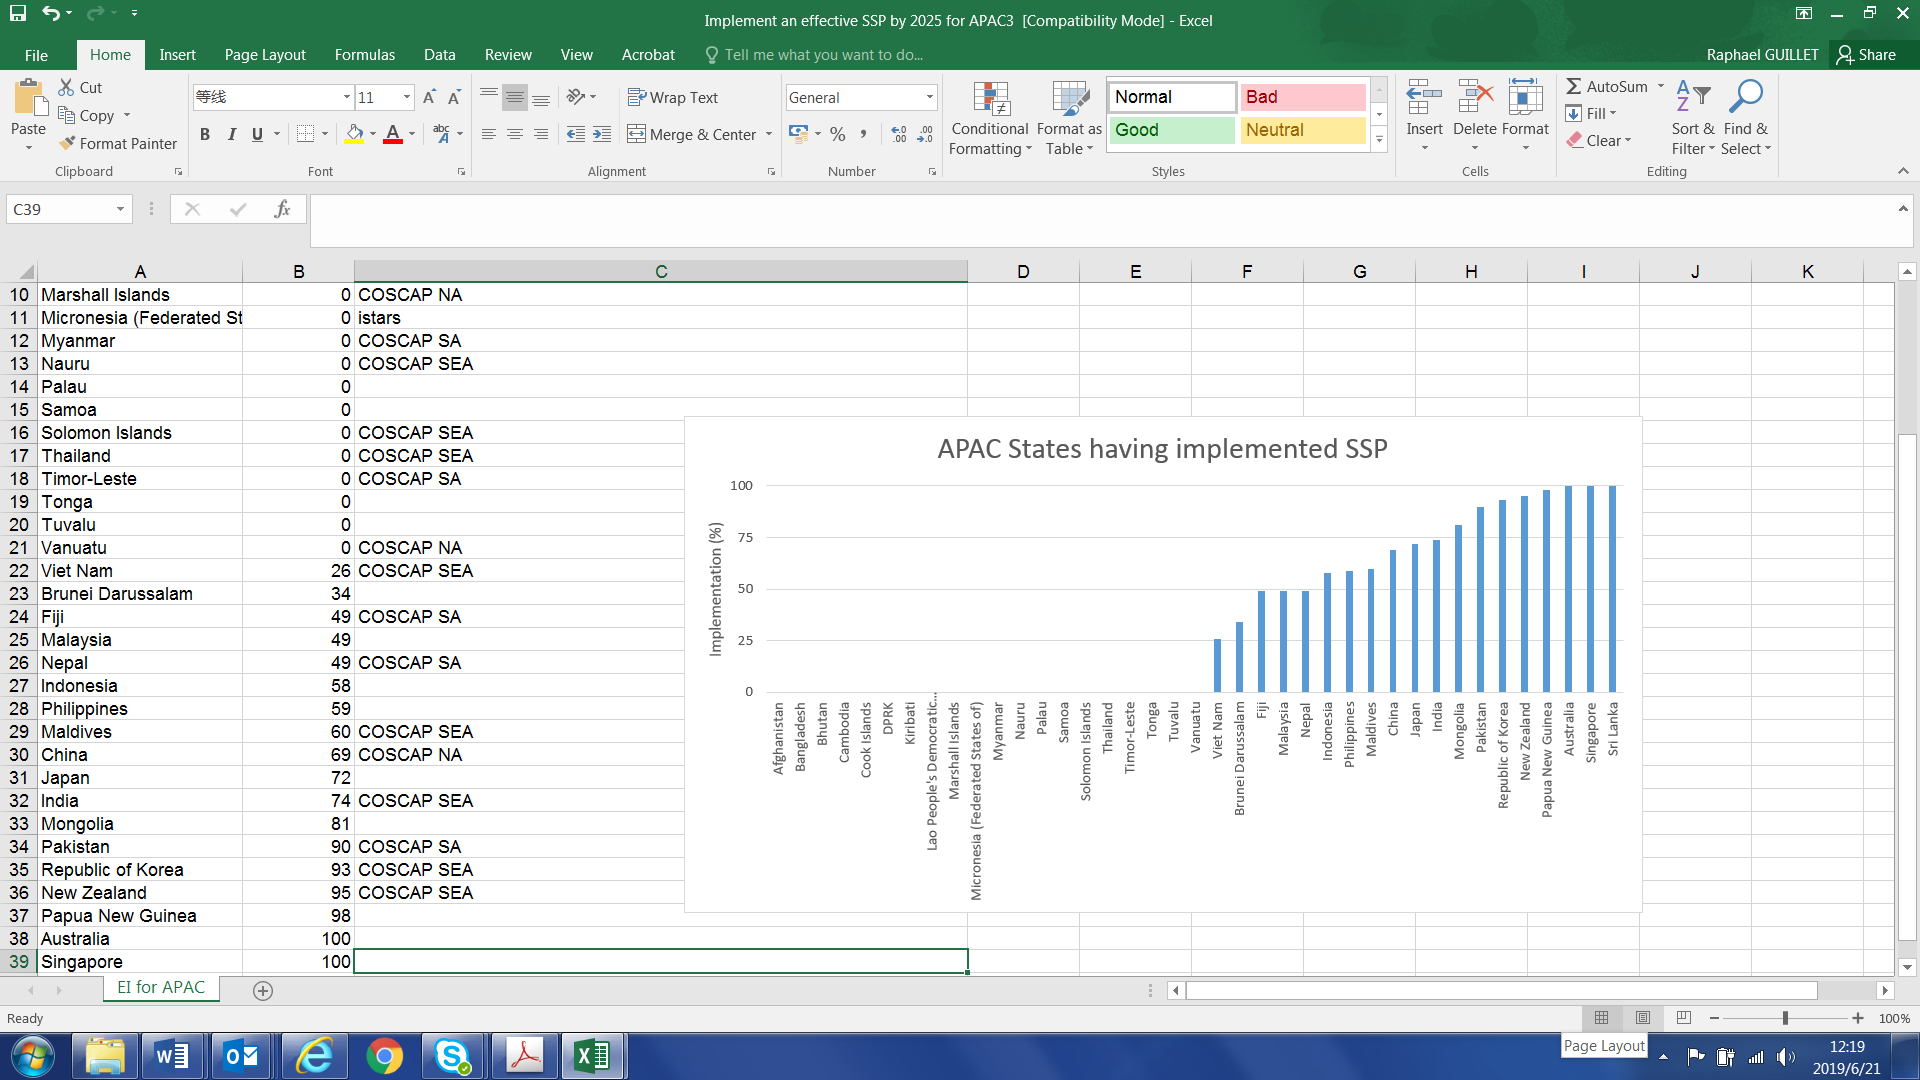 Implement an effective SSP by 2025 for APAC3  [Compatibility Mode] - Excel
File Home Insert Page Layout Formulas Data Review View Acrobat Tell me what you want to do... Raphael GUILLET Share
Paste Cut Copy Format Painter
等线 11 B I U A
Wrap Text
Merge & Center
General
%
Conditional Formatting Format as Table
Normal Bad
Good Neutral
Insert Delete Format
AutoSum
Fill
Clear
Sort & Filter Find & Select
Clipboard Font Alignment Number Styles Cells Editing
C39 fx
A B C D E F G H I J K
10 Marshall Islands 0 COSCAP NA
11 Micronesia (Federated St 0 istars
12 Myanmar 0 COSCAP SA
13 Nauru 0 COSCAP SEA
14 Palau 0
15 Samoa 0
16 Solomon Islands 0 COSCAP SEA
17 Thailand 0 COSCAP SEA
18 Timor-Leste 0 COSCAP SA
19 Tonga 0
20 Tuvalu 0
21 Vanuatu 0 COSCAP NA
22 Viet Nam 26 COSCAP SEA
23 Brunei Darussalam 34
24 Fiji 49 COSCAP SA
25 Malaysia 49
26 Nepal 49 COSCAP SA
27 Indonesia 58
28 Philippines 59
29 Maldives 60 COSCAP SEA
30 China 69 COSCAP NA
31 Japan 72
32 India 74 COSCAP SEA
33 Mongolia 81
34 Pakistan 90 COSCAP SA
35 Republic of Korea 93 COSCAP SEA
36 New Zealand 95 COSCAP SEA
37 Papua New Guinea 98
38 Australia 100
39 Singapore 100
APAC States having implemented SSP
Implementation (%)
100
75
50
25
0
Afghanistan
Bangladesh
Bhutan
Cambodia
Cook Islands
DPRK
Kiribati
Lao People's Democratic...
Marshall Islands
Micronesia (Federated States of)
Myanmar
Nauru
Palau
Samoa
Solomon Islands
Thailand
Timor-Leste
Tonga
Tuvalu
Vanuatu
Viet Nam
Brunei Darussalam
Fiji
Malaysia
Nepal
Indonesia
Philippines
Maldives
China
Japan
India
Mongolia
Pakistan
Republic of Korea
New Zealand
Papua New Guinea
Australia
Singapore
Sri Lanka
EI for APAC
Ready 100%
Page Layout
12:19
2019/6/21